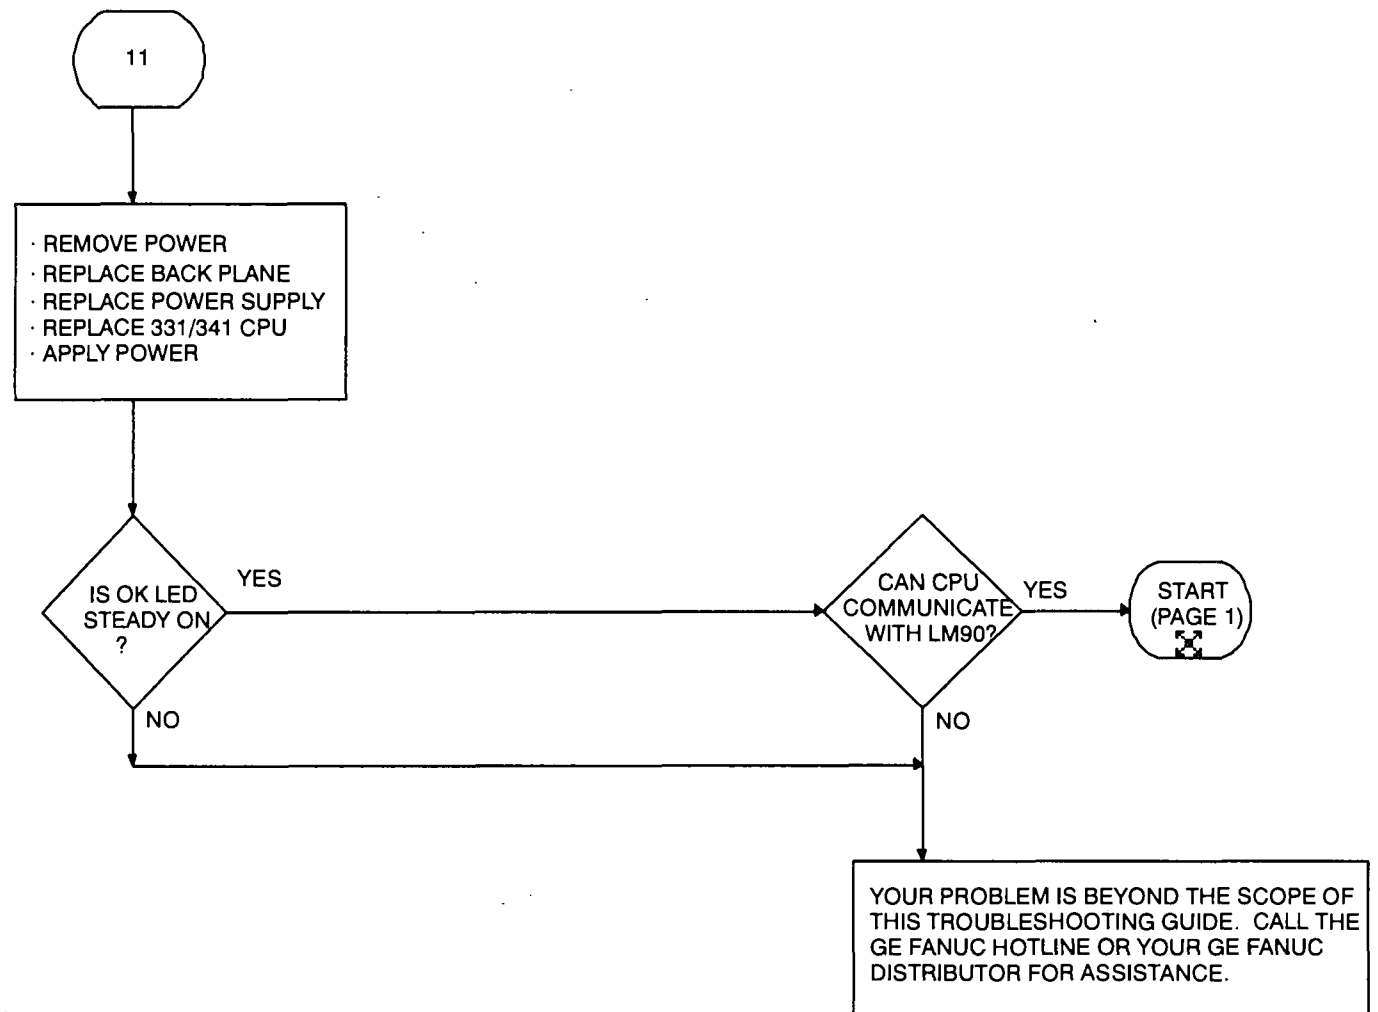 11
· REMOVE POWER
· REPLACE BACK PLANE
· REPLACE POWER SUPPLY
· REPLACE 331/341 CPU
· APPLY POWER
IS OK LED
STEADY ON
?
YES
NO
CAN CPU
COMMUNICATE
WITH LM90?
YES
NO
START
(PAGE 1)
YOUR PROBLEM IS BEYOND THE SCOPE OF
THIS TROUBLESHOOTING GUIDE. CALL THE
GE FANUC HOTLINE OR YOUR GE FANUC
DISTRIBUTOR FOR ASSISTANCE.